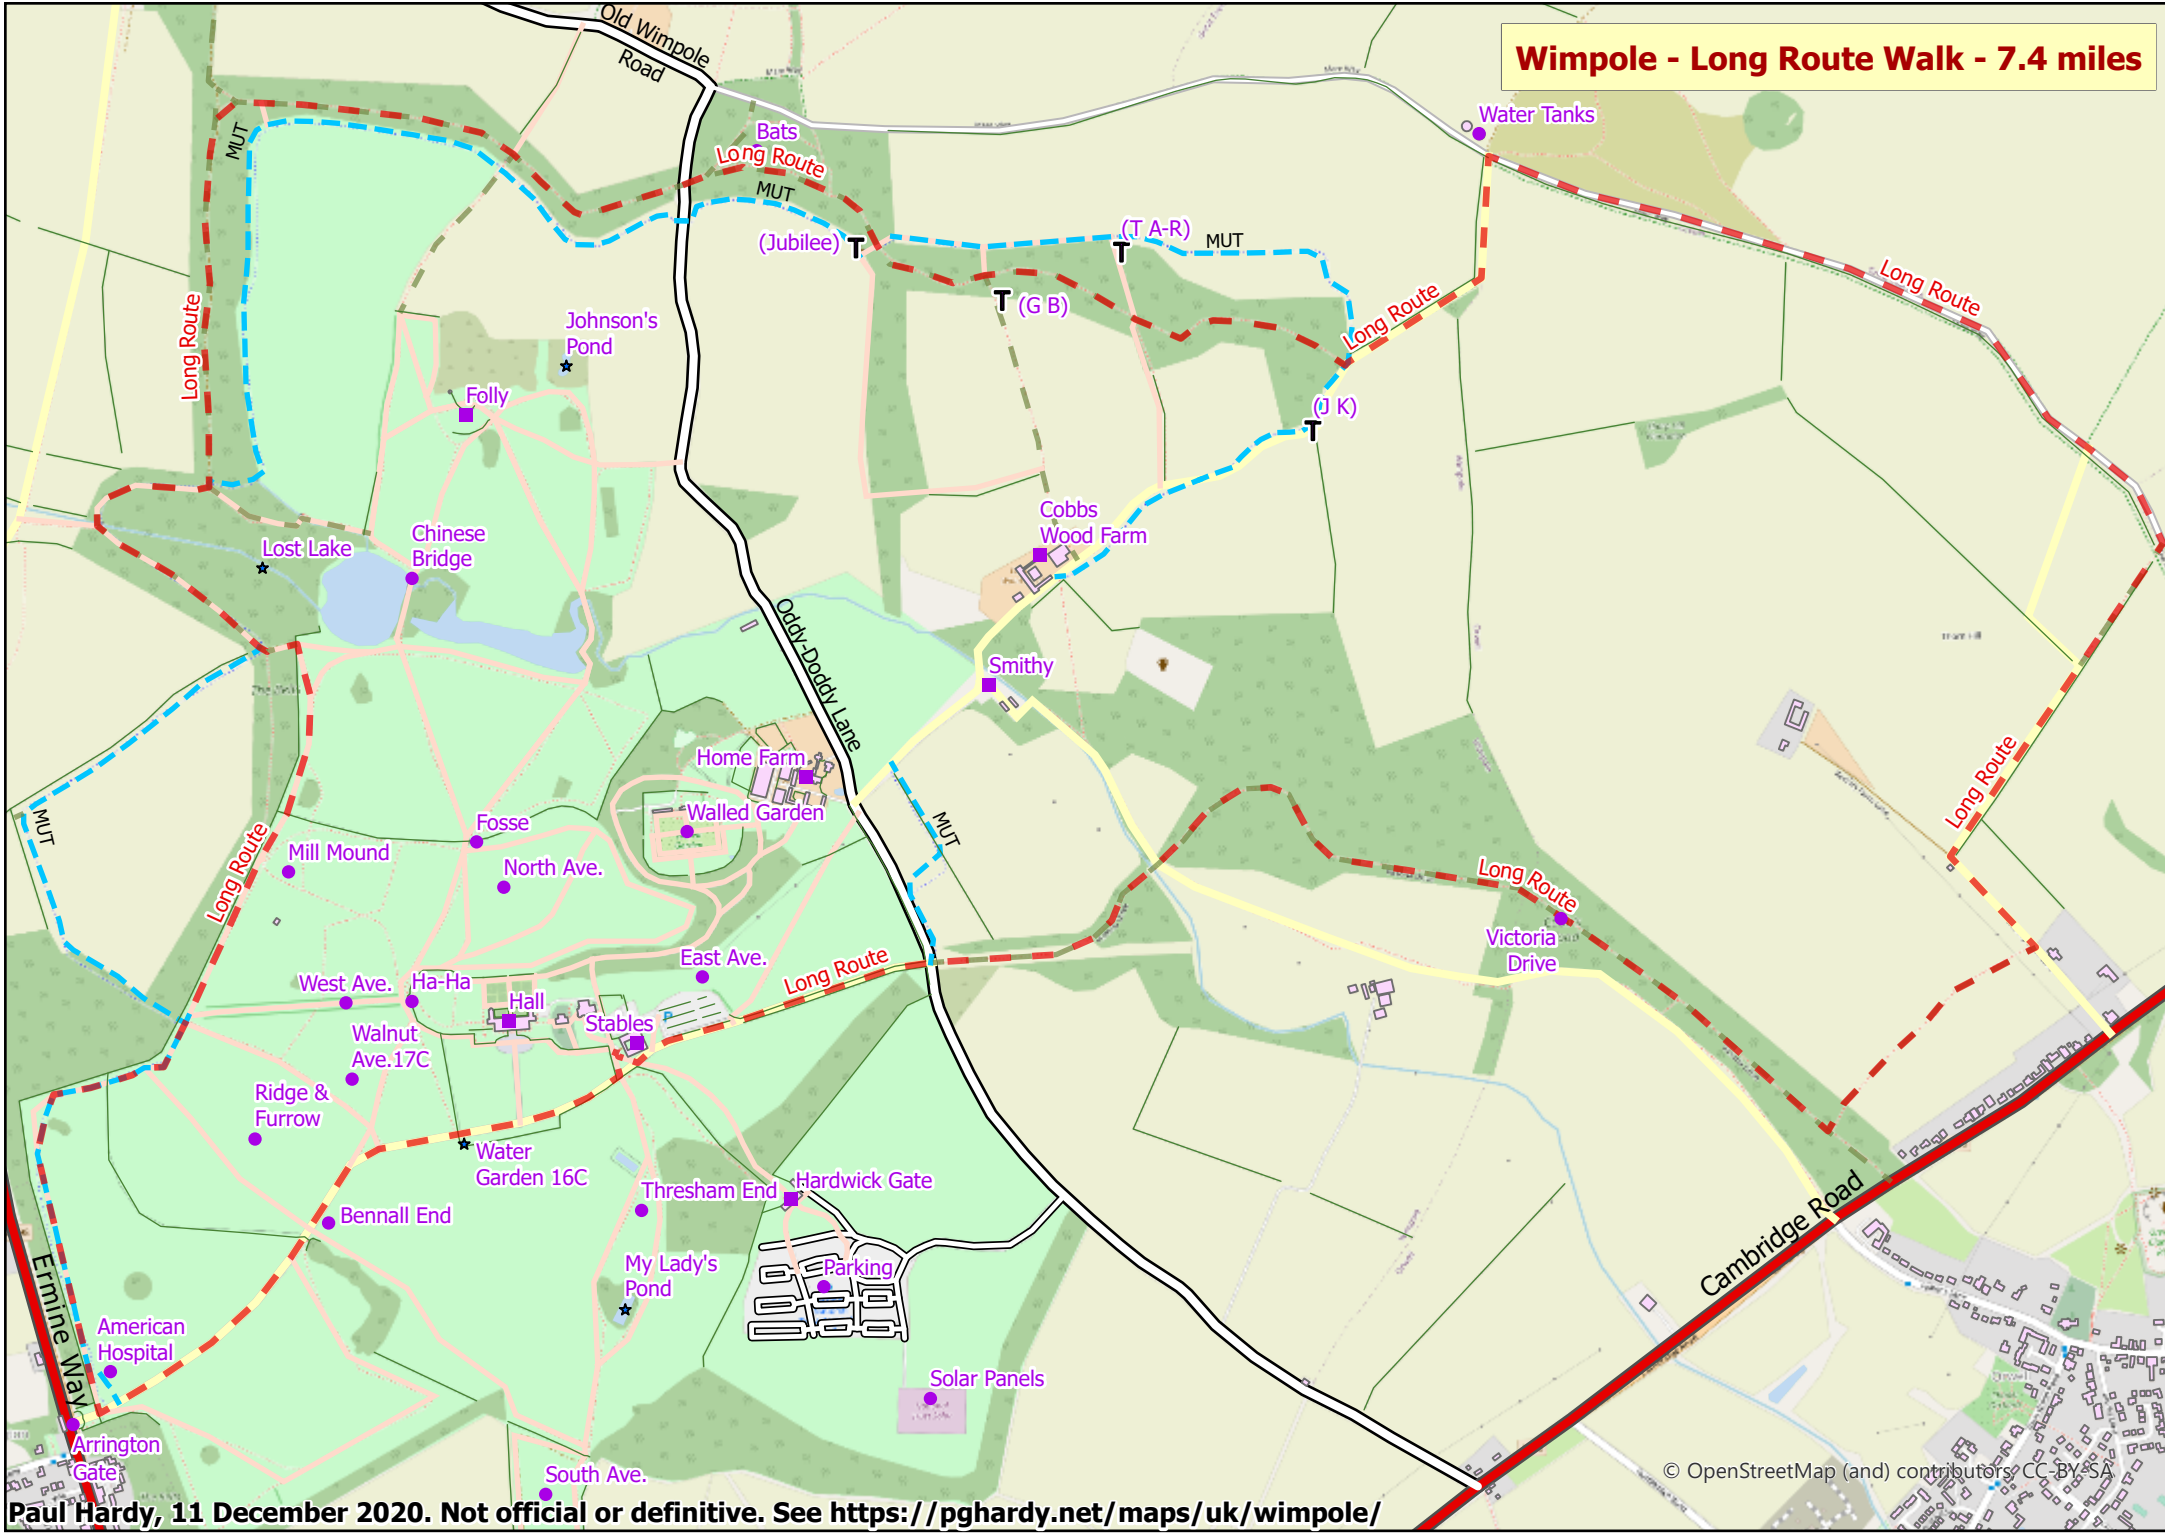 Old Wimpole
Road
Wimpole - Long Route Walk - 7.4 miles
Water Tanks
MUT
Bats
Long Route
MUT
(Jubilee)
(T A-R)
MUT
Long Route
Long Route
(G B)
Long Route
Johnson's
Pond
Folly
(J K)
Cobbs
Wood Farm
Chinese
Bridge
Lost Lake
Oddy-Doddy Lane
Smithy
Home Farm
Walled Garden
MUT
MUT
Fosse
Mill Mound
North Ave.
Long Route
Long Route
Long Route
Victoria
Drive
East Ave.
Long Route
West Ave.
Ha-Ha
Hall
Stables
P
Walnut
Ave.17C
Ridge &
Furrow
Water
Garden 16C
Thresham End
Hardwick Gate
Bennall End
My Lady's
Pond
Parking
Cambridge Road
Ermine Way
American
Hospital
Solar Panels
Arrington
Gate
South Ave.
© OpenStreetMap (and) contributors, CC-BY-SA
Paul Hardy, 11 December 2020. Not official or definitive. See https://pghardy.net/maps/uk/wimpole/